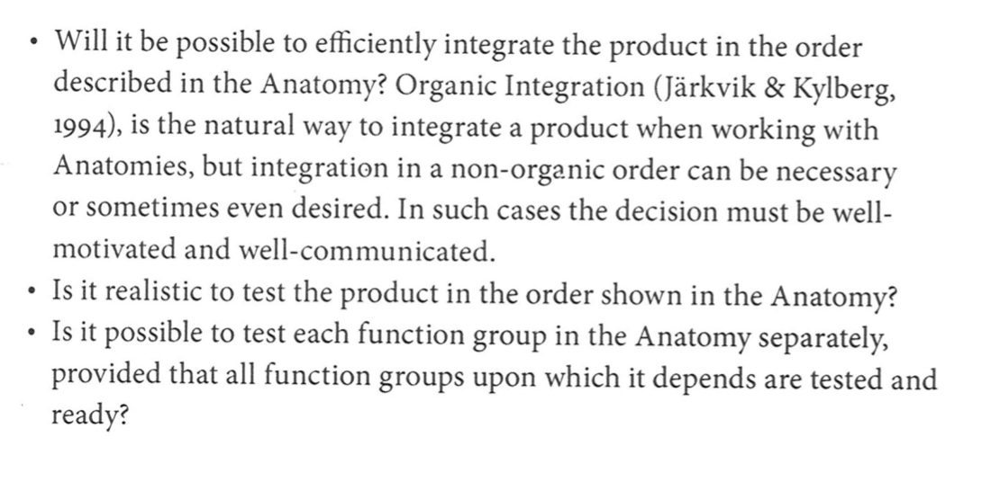 • Will it be possible to efficiently integrate the product in the order
described in the Anatomy? Organic Integration (Järkvik & Kylberg,
1994), is the natural way to integrate a product when working with
Anatomies, but integration in a non-organic order can be necessary
or sometimes even desired. In such cases the decision must be well-
motivated and well-communicated.
• Is it realistic to test the product in the order shown in the Anatomy?
• Is it possible to test each function group in the Anatomy separately,
provided that all function groups upon which it depends are tested and
ready?